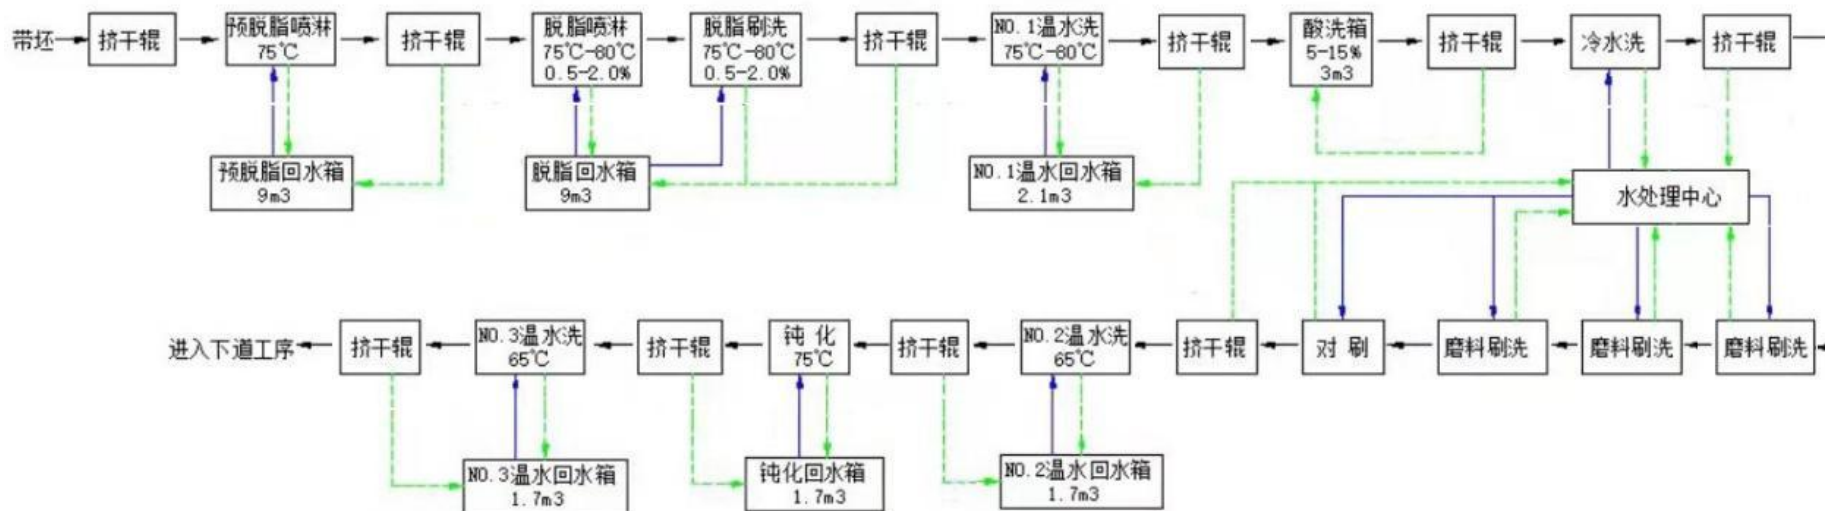 带坯
挤干辊
预脱脂喷淋
75℃
挤干辊
脱脂喷淋
75℃-80℃
0.5-2.0%
脱脂刷洗
75℃-80℃
0.5-2.0%
挤干辊
NO.1温水洗
75℃-80℃
挤干辊
酸洗箱
5-15%
3m3
挤干辊
冷水洗
挤干辊
预脱脂回水箱
9m3
脱脂回水箱
9m3
NO.1温水回水箱
2.1m3
水处理中心
进入下道工序
挤干辊
NO.3温水洗
65℃
挤干辊
钝 化
75℃
挤干辊
NO.2温水洗
65℃
挤干辊
对 刷
磨料刷洗
磨料刷洗
磨料刷洗
NO.3温水回水箱
1.7m3
钝化回水箱
1.7m3
NO.2温水回水箱
1.7m3